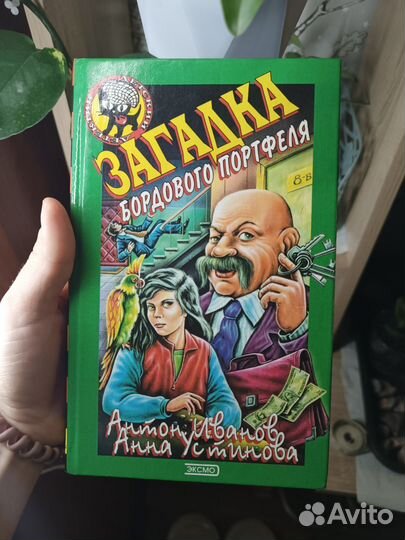 ЗАГАДКА
БОРДОВОГО ПОРТФЕЛЯ
8-Б
Антон Иванов
Анна Устинова
ЭКСМО
Avito